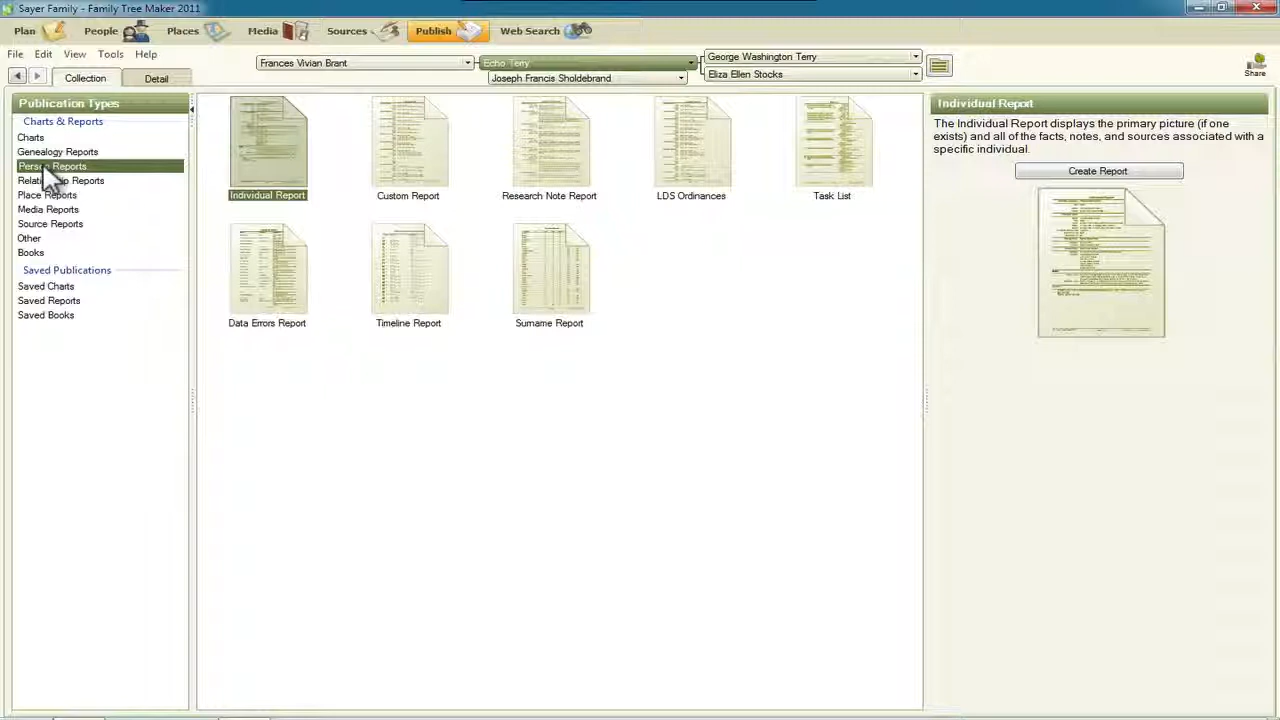 Sayer Family - Family Tree Maker 2011
Plan People Places Media Sources Publish Web Search
File Edit View Tools Help
Frances Vivian Brant
Echo Terry
Joseph Francis Sholdebrand
George Washington Terry
Eliza Ellen Stocks
Share
Collection Detail
Publication Types
Charts & Reports
Charts
Genealogy Reports
Reports
Reports
Place Reports
Media Reports
Source Reports
Other
Books
Saved Publications
Saved Charts
Saved Reports
Saved Books
Individual Report Custom Report Research Note Report LDS Ordinances Task List
Data Errors Report Timeline Report Surname Report
Individual Report
The Individual Report displays the primary picture (if one
exists) and all of the facts, notes and sources associated with a
specific individual.
Create Report